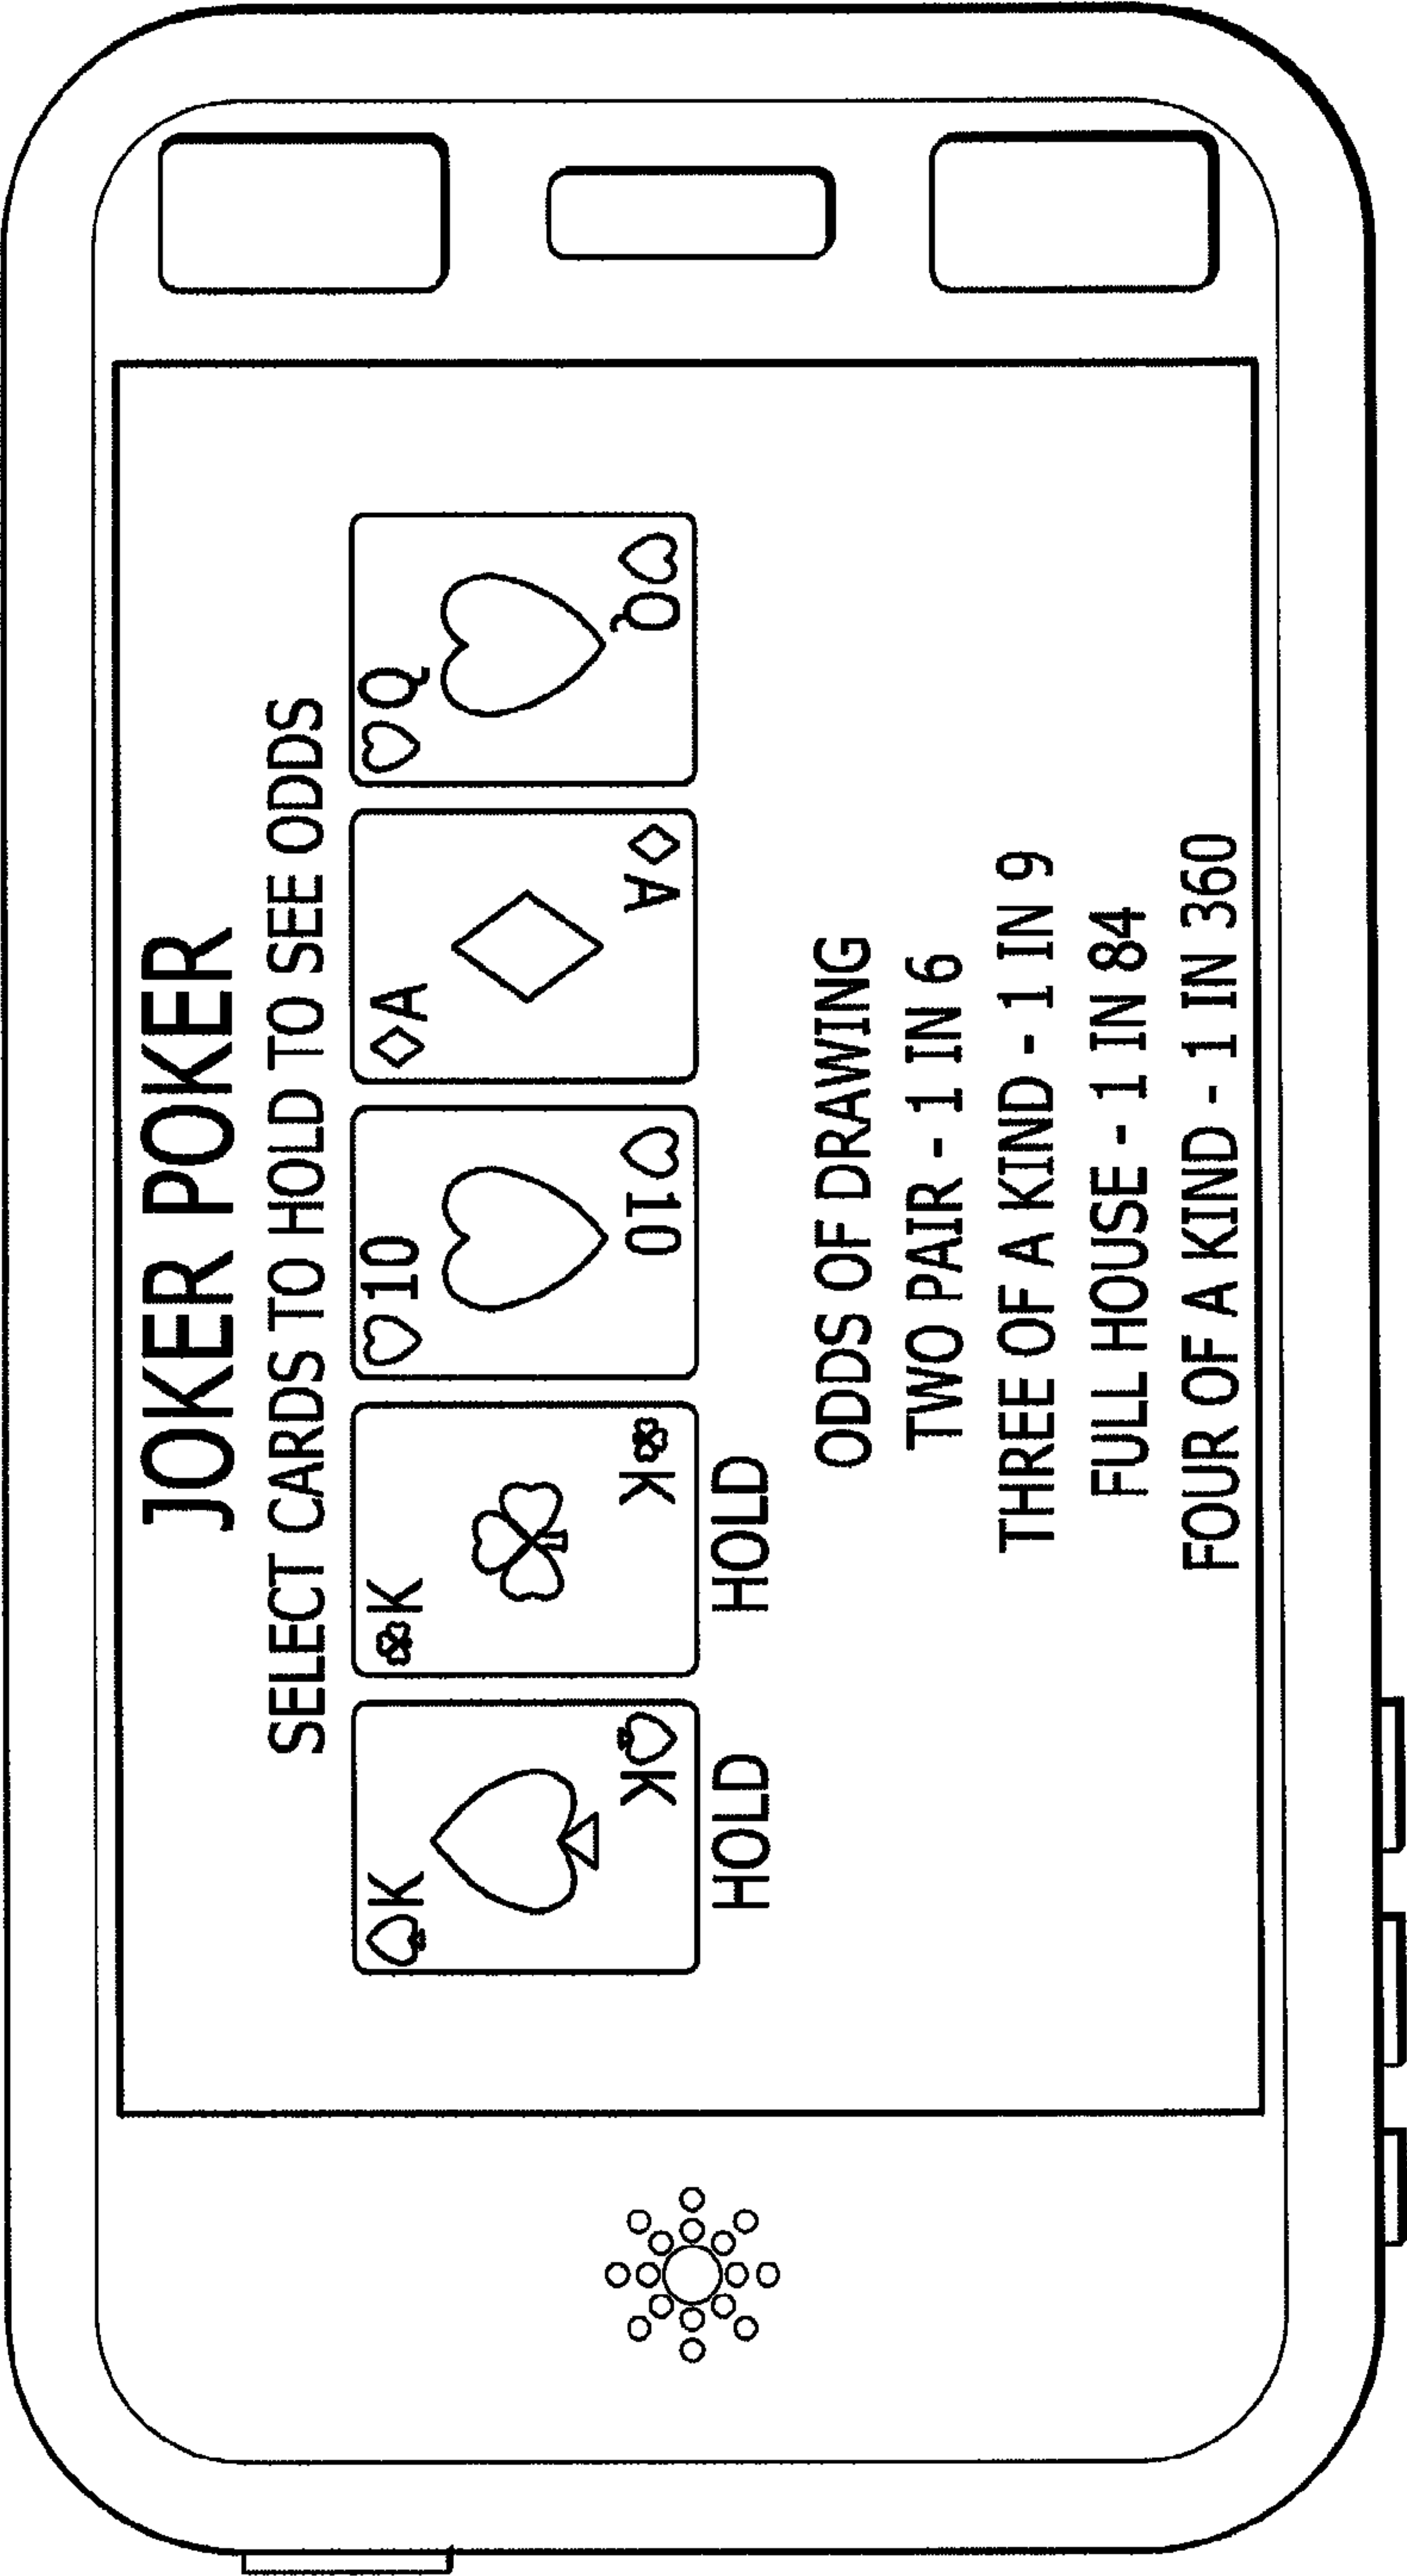 JOKER POKER
SELECT CARDS TO HOLD TO SEE ODDS
K K 10 A Q
K K 10 A Q
HOLD HOLD
ODDS OF DRAWING
TWO PAIR - 1 IN 6
THREE OF A KIND - 1 IN 9
FULL HOUSE - 1 IN 84
FOUR OF A KIND - 1 IN 360